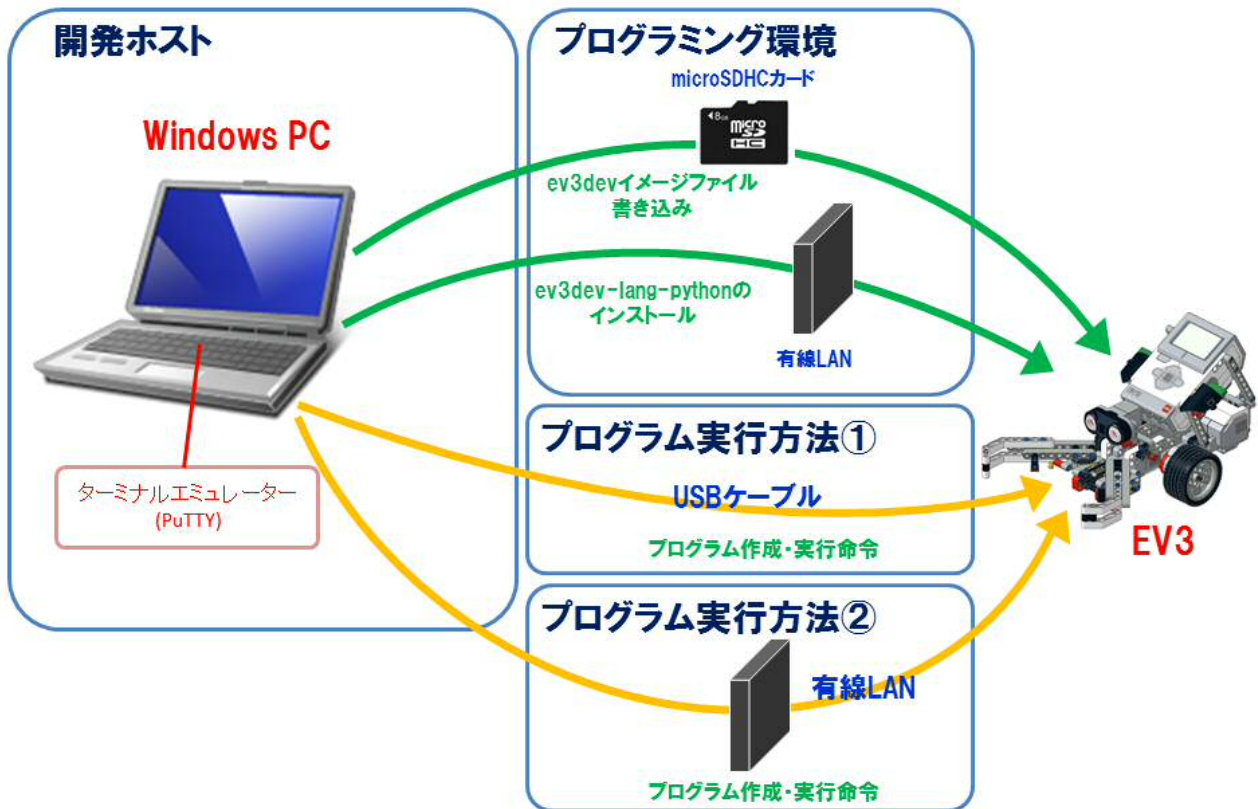 開発ホスト
Windows PC
ターミナルエミュレーター
(PuTTY)
プログラミング環境
microSDHCカード
8GB
micro
SD
HC
ev3devイメージファイル
書き込み
ev3dev-lang-pythonの
インストール
有線LAN
プログラム実行方法①
USBケーブル
プログラム作成・実行命令
EV3
プログラム実行方法②
有線LAN
プログラム作成・実行命令